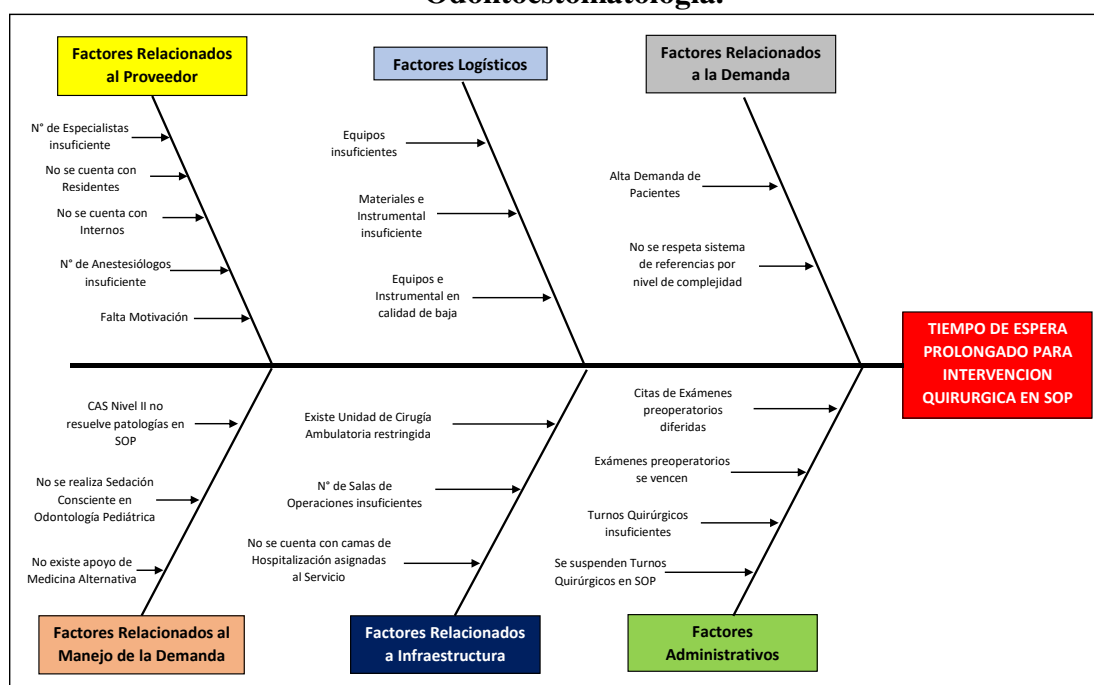 Odontoestomatología.
Factores Relacionados
al Proveedor
Factores Logísticos
Factores Relacionados
a la Demanda
N° de Especialistas
insuficiente
No se cuenta con
Residentes
No se cuenta con
Internos
N° de Anestesiólogos
insuficiente
Falta Motivación
Equipos
insuficientes
Materiales e
Instrumental
insuficiente
Equipos e
Instrumental en
calidad de baja
Alta Demanda de
Pacientes
No se respeta sistema
de referencias por
nivel de complejidad
TIEMPO DE ESPERA
PROLONGADO PARA
INTERVENCION
QUIRURGICA EN SOP
CAS Nivel II no
resuelve patologías en
SOP
No se realiza Sedación
Consciente en
Odontología Pediátrica
No existe apoyo de
Medicina Alternativa
Existe Unidad de Cirugía
Ambulatoria restringida
N° de Salas de
Operaciones insuficientes
No se cuenta con camas de
Hospitalización asignadas
al Servicio
Citas de Exámenes
preoperatorios
diferidas
Exámenes preoperatorios
se vencen
Turnos Quirúrgicos
insuficientes
Se suspenden Turnos
Quirúrgicos en SOP
Factores Relacionados al
Manejo de la Demanda
Factores Relacionados
a Infraestructura
Factores
Administrativos